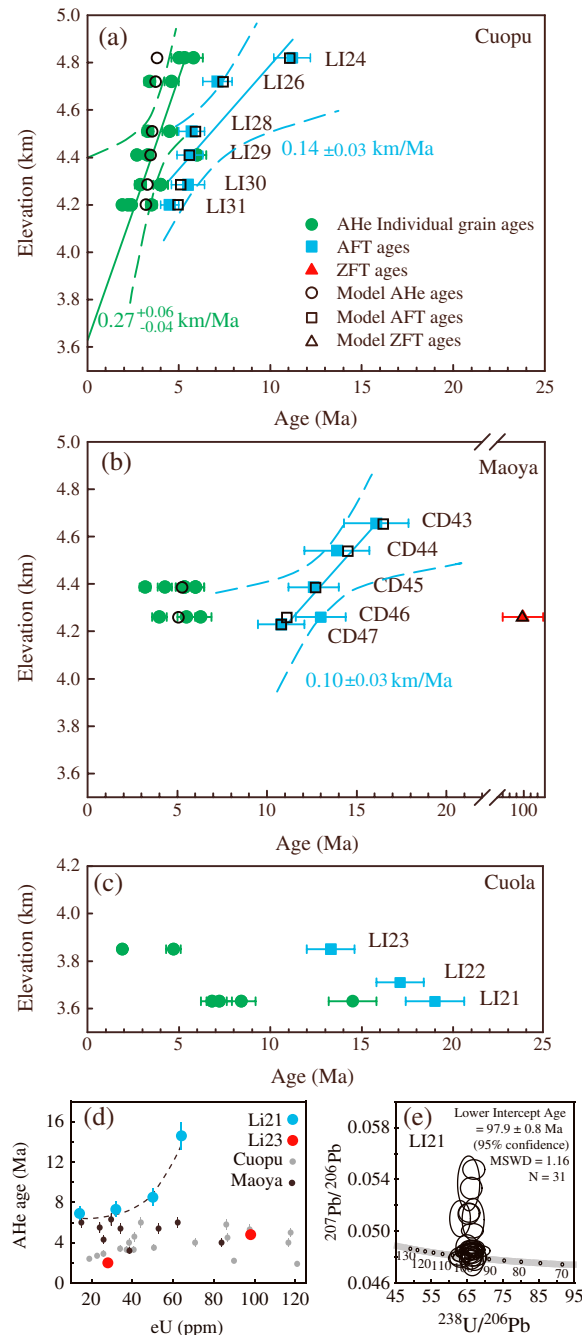 (a)
Cuopu
5.0
4.8
4.6
4.4
4.2
4.0
3.8
3.6
3.4
Elevation (km)
LI24
LI26
LI28
LI29
LI30
LI31
0.14 ±0.03 km/Ma
0.27 +0.06 -0.04 km/Ma
AHe Individual grain ages
AFT ages
ZFT ages
Model AHe ages
Model AFT ages
Model ZFT ages
0 5 10 15 20 25
Age (Ma)
(b)
Maoya
5.0
4.8
4.6
4.4
4.2
4.0
3.8
3.6
Elevation (km)
CD43
CD44
CD45
CD46
CD47
0.10±0.03 km/Ma
0 5 10 15 20 100
Age (Ma)
(c)
Cuola
4.2
4.0
3.8
3.6
Elevation (km)
LI23
LI22
LI21
0 5 10 15 20 25
Age (Ma)
(d)
16
12
8
4
0
AHe age (Ma)
Li21
Li23
Cuopu
Maoya
0 20 40 60 80 100 120
eU (ppm)
(e)
LI21
Lower Intercept Age
= 97.9 ± 0.8 Ma
(95% confidence)
MSWD = 1.16
N = 31
0.054
0.050
0.046
207Pb/206Pb
130 120 110 90 80 70
45 55 65 75 85 95
238U/206Pb